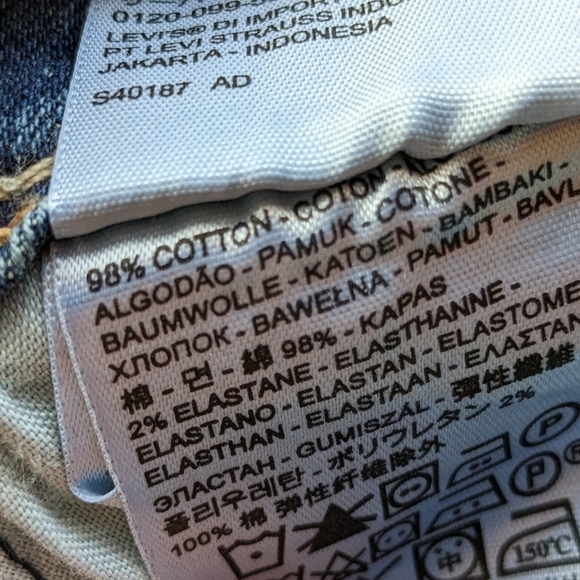 0120-099-
LEVI'S® DI IMPOR
PT LEVI STRAUSS INDO
JAKARTA - INDONESIA
S40187 AD
98% COTTON - COTON -
ALGODÃO - PAMUK - COTONE -
BAUMWOLLE - KATOEN - BAMBAKI -
ХЛОПОК - BAWEŁNA - PAMUT - BAVL
棉 - 면 - 綿 98% - KAPAS
2% ELASTANE - ELASTHANNE -
ELASTANO - ELASTAN - ELASTOME
ELASTHAN - ELASTAAN - ΕΛΑΣΤΑΝ
ЭЛАСТАН - GUMISZÁL - 彈性纖維
폴리우레탄 - ポリウレタン 2%
100% 棉 弹性纤维除外
中 150°C